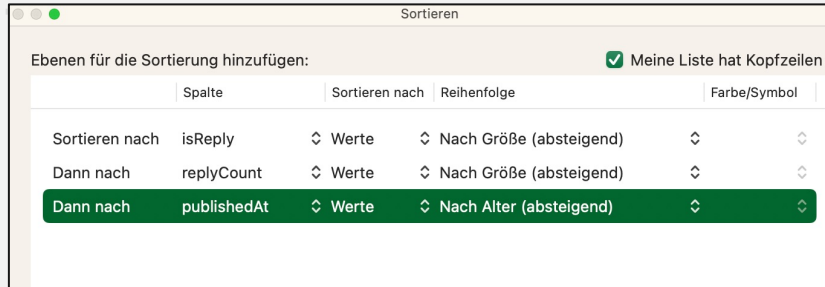 Sortieren
Ebenen für die Sortierung hinzufügen: Meine Liste hat Kopfzeilen
Spalte Sortieren nach Reihenfolge Farbe/Symbol
Sortieren nach isReply Werte Nach Größe (absteigend)
Dann nach replyCount Werte Nach Größe (absteigend)
Dann nach publishedAt Werte Nach Alter (absteigend)